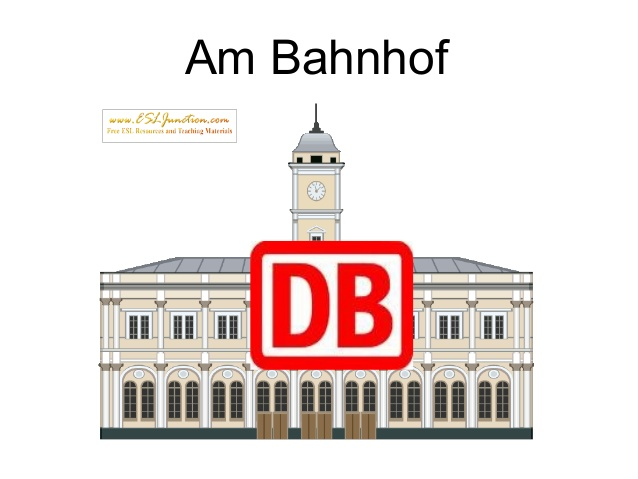 Am Bahnhof
www.ESLJunction.com
Free ESL Resources and Teaching Materials
DB